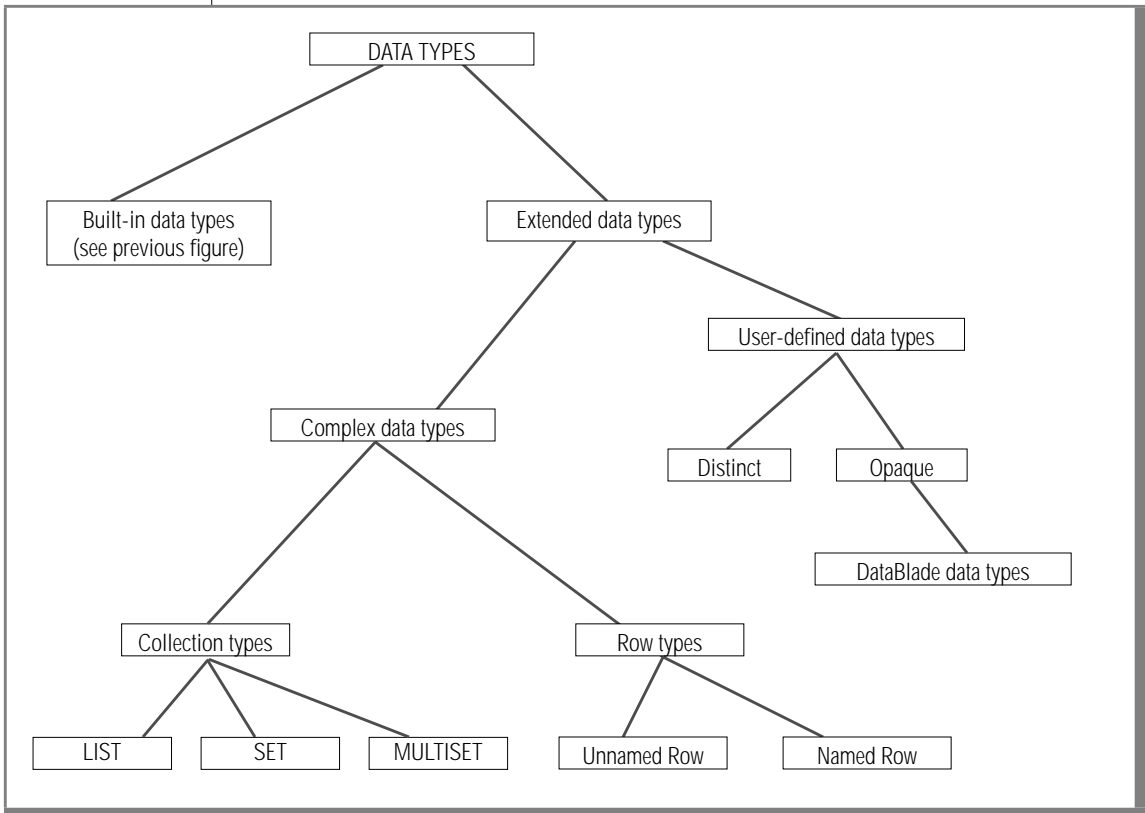 DATA TYPES
Built-in data types
(see previous figure)
Extended data types
User-defined data types
Complex data types
Distinct
Opaque
DataBlade data types
Collection types
Row types
LIST
SET
MULTISET
Unnamed Row
Named Row